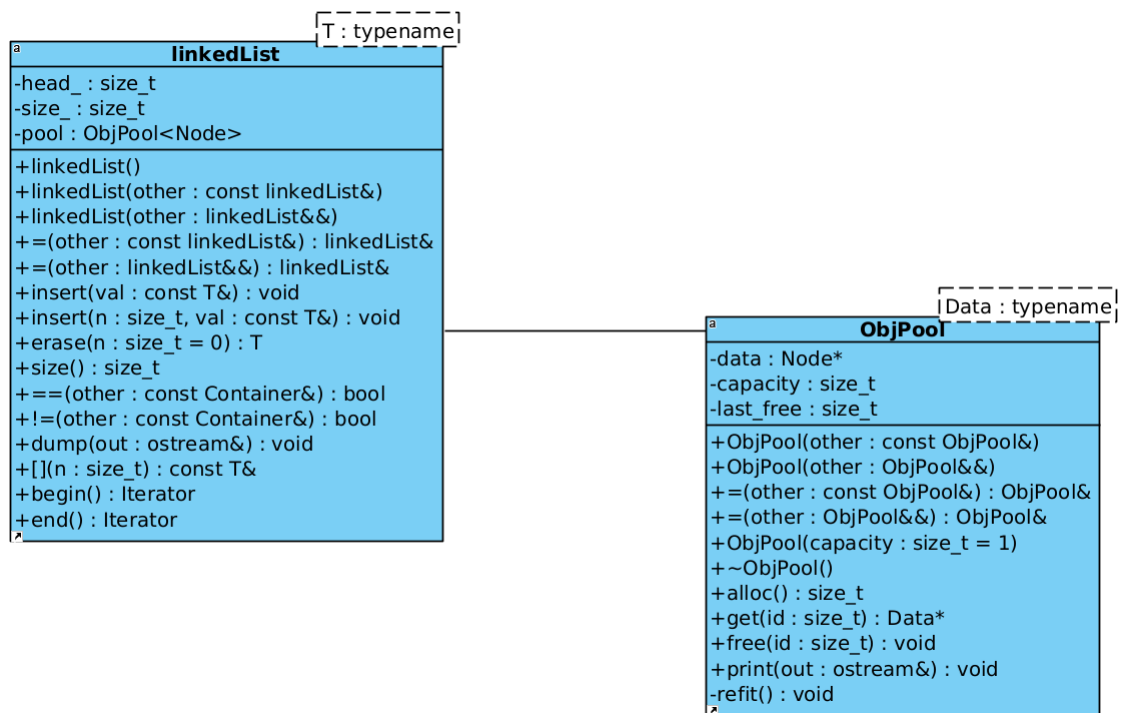 T : typename
a
linkedList
-head_ : size_t
-size_ : size_t
-pool : ObjPool<Node>
+linkedList()
+linkedList(other : const linkedList&)
+linkedList(other : linkedList&&)
+=(other : const linkedList&) : linkedList&
+=(other : linkedList&&) : linkedList&
+insert(val : const T&) : void
+insert(n : size_t, val : const T&) : void
+erase(n : size_t = 0) : T
+size() : size_t
+==(other : const Container&) : bool
+!=(other : const Container&) : bool
+dump(out : ostream&) : void
+[](n : size_t) : const T&
+begin() : Iterator
+end() : Iterator
Data : typename
a
ObjPool
-data : Node*
-capacity : size_t
-last_free : size_t
+ObjPool(other : const ObjPool&)
+ObjPool(other : ObjPool&&)
+=(other : const ObjPool&) : ObjPool&
+=(other : ObjPool&&) : ObjPool&
+ObjPool(capacity : size_t = 1)
+~ObjPool()
+alloc() : size_t
+get(id : size_t) : Data*
+free(id : size_t) : void
+print(out : ostream&) : void
-refit() : void